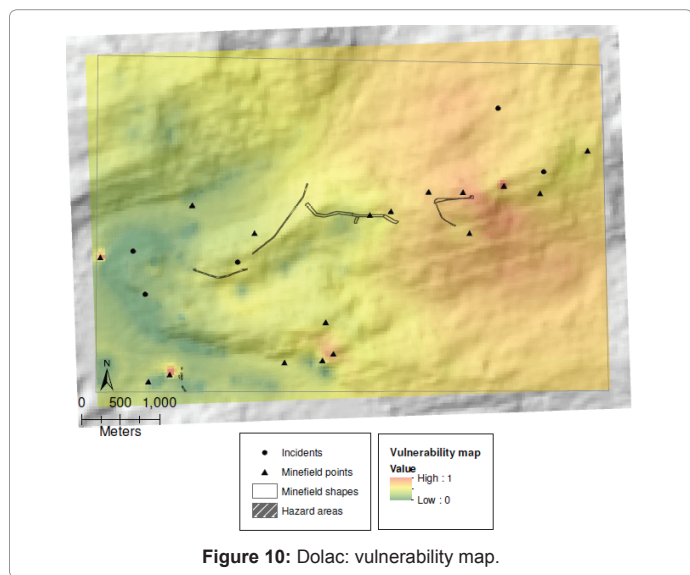 N
0 500 1,000
Meters
Incidents
Minefield points
Minefield shapes
Hazard areas
Vulnerability map
Value
High : 1
Low : 0
Figure 10: Dolac: vulnerability map.